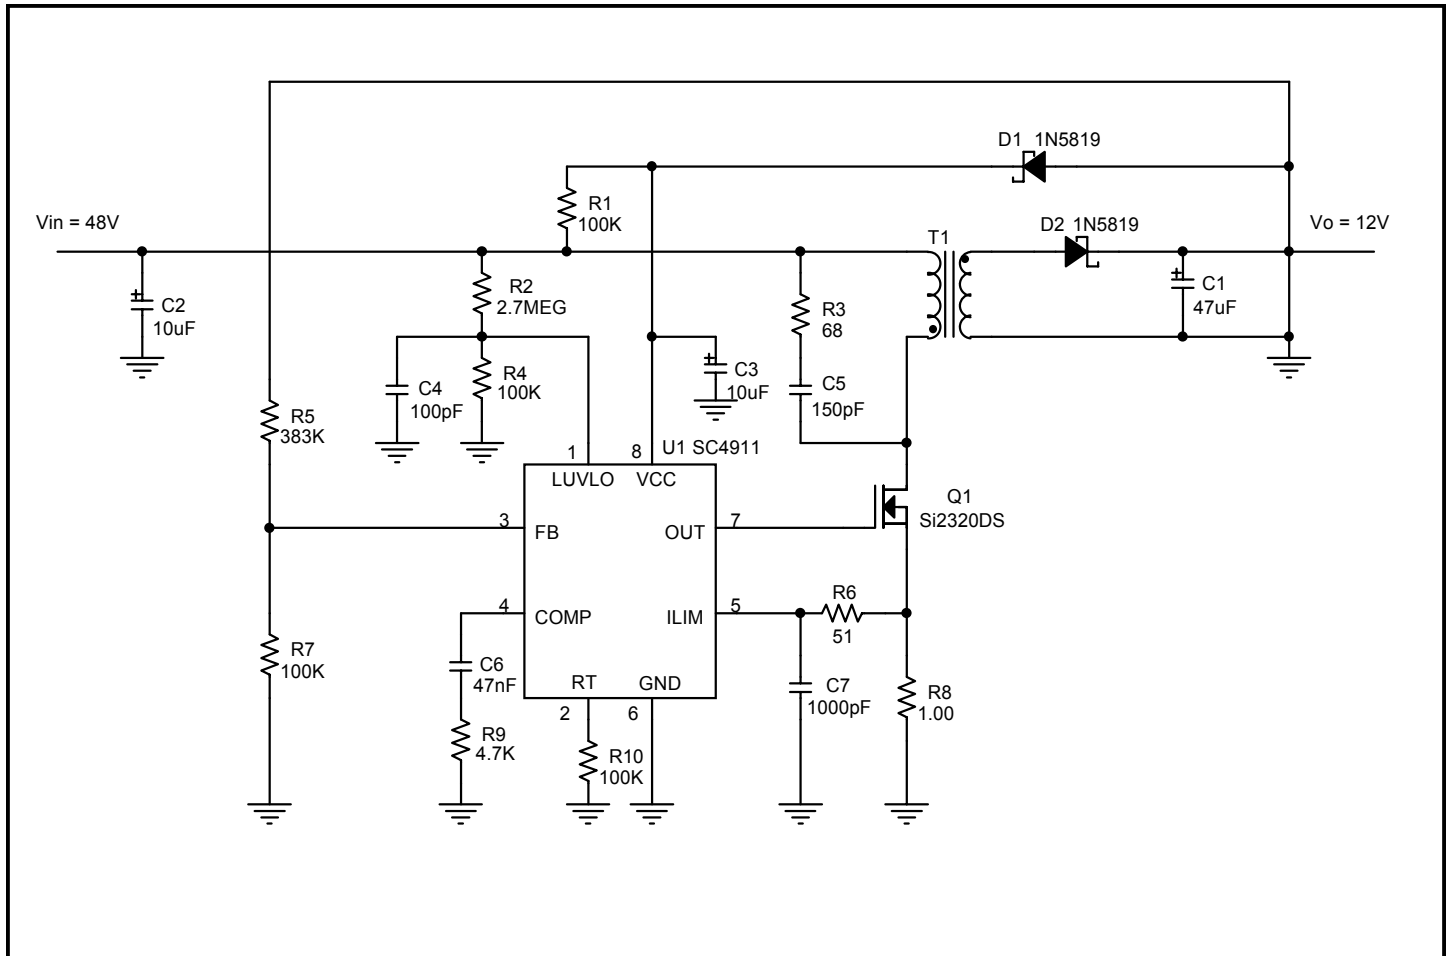 D1 1N5819
Vin = 48V
R1
100K
T1
D2 1N5819
Vo = 12V
C2
10uF
R2
2.7MEG
R3
68
C1
47uF
C4
100pF
R4
100K
C3
10uF
C5
150pF
R5
383K
1
8
U1 SC4911
LUVLO
VCC
Q1
Si2320DS
3
FB
OUT
7
4
COMP
ILIM
5
R6
51
R7
100K
C6
47nF
RT
GND
C7
1000pF
R8
1.00
2
6
R9
4.7K
R10
100K